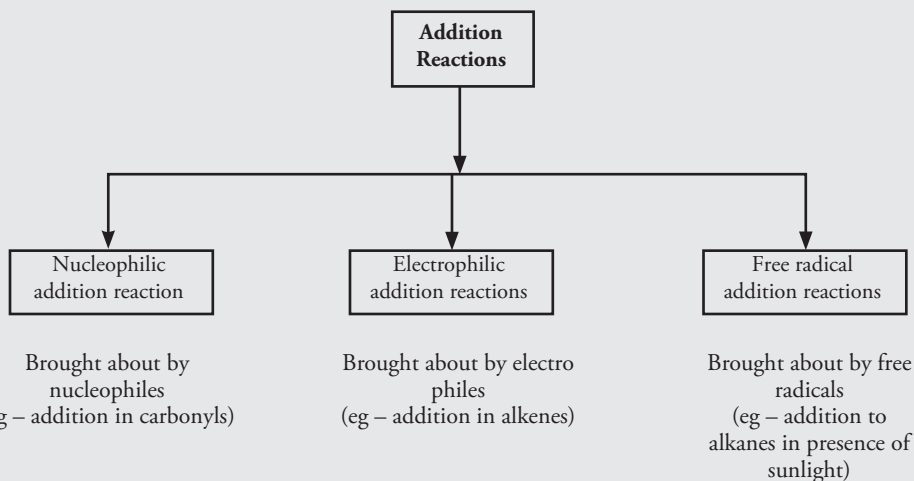 Addition
Reactions
Nucleophilic
addition reaction
Electrophilic
addition reactions
Free radical
addition reactions
Brought about by
nucleophiles
g – addition in carbonyls)
Brought about by electro
philes
(eg – addition in alkenes)
Brought about by free
radicals
(eg – addition to
alkanes in presence of
sunlight)